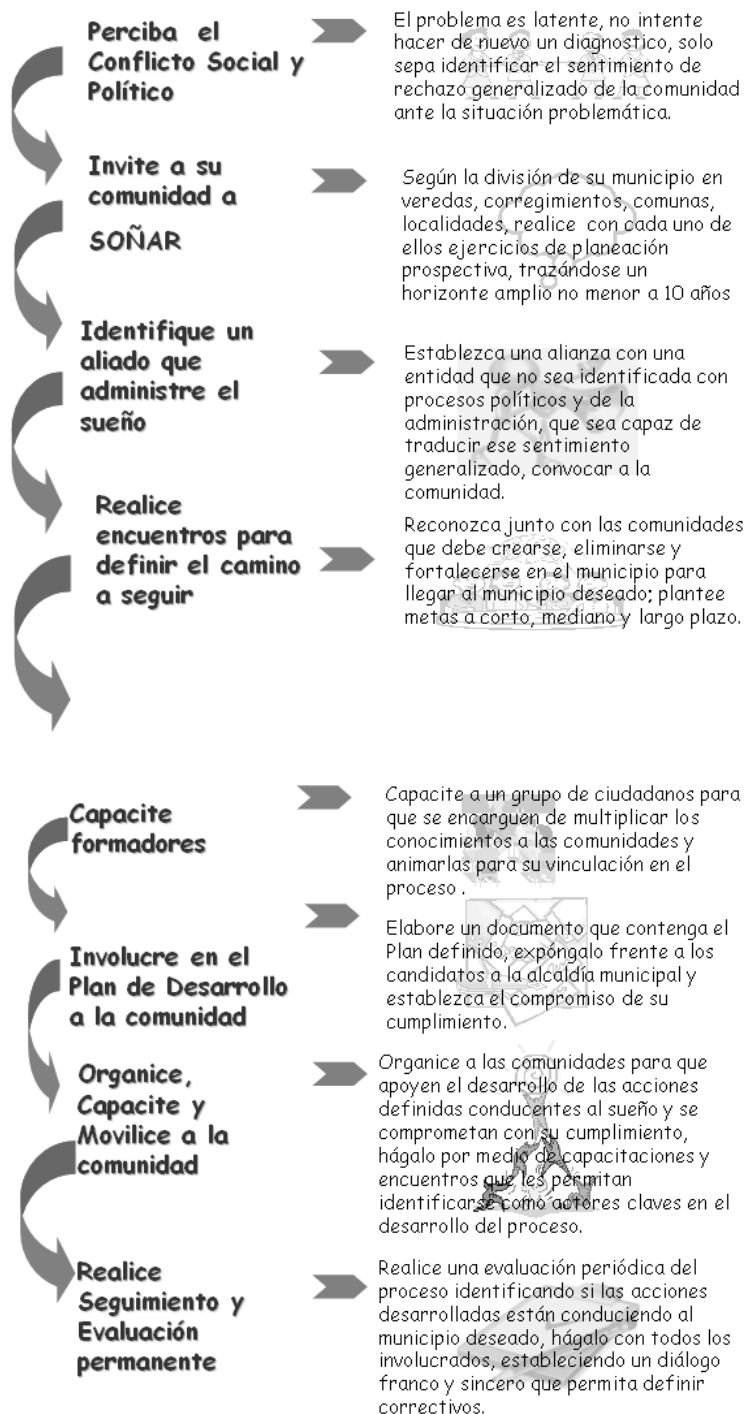 Perciba el
Conflicto Social y
Político
El problema es latente, no intente
hacer de nuevo un diagnostico, solo
sepa identificar el sentimiento de
rechazo generalizado de la comunidad
ante la situación problemática.
Invite a su
comunidad a
SOÑAR
Según la división de su municipio en
veredas, corregimientos, comunas,
localidades, realice con cada uno de
ellos ejercicios de planeación
prospectiva, trazándose un
horizonte amplio no menor a 10 años
Identifique un
aliado que
administre el
sueño
Establezca una alianza con una
entidad que no sea identificada con
procesos políticos y de la
administración, que sea capaz de
traducir ese sentimiento
generalizado, convocar a la
comunidad.
Realice
encuentros para
definir el camino
a seguir
Reconozca junto con las comunidades
que debe crearse, eliminarse y
fortalecerse en el municipio para
llegar al municipio deseado; plantee
metas a corto, mediano y largo plazo.
Capacite
formadores
Capacite a un grupo de ciudadanos para
que se encarguen de multiplicar los
conocimientos a las comunidades y
animarlas para su vinculación en el
proceso .
Involucre en el
Plan de Desarrollo
a la comunidad
Elabore un documento que contenga el
Plan definido, expóngalo frente a los
candidatos a la alcaldía municipal y
establezca el compromiso de su
cumplimiento.
Organice,
Capacite y
Movilice a la
comunidad
Organice a las comunidades para que
apoyen el desarrollo de las acciones
definidas conducentes al sueño y se
comprometan con su cumplimiento,
hágalo por medio de capacitaciones y
encuentros que les permitan
identificarse como actores claves en el
desarrollo del proceso.
Realice
Seguimiento y
Evaluación
permanente
Realice una evaluación periódica del
proceso identificando si las acciones
desarrolladas están conduciendo al
municipio deseado, hágalo con todos los
involucrados, estableciendo un diálogo
franco y sincero que permita definir
correctivos.